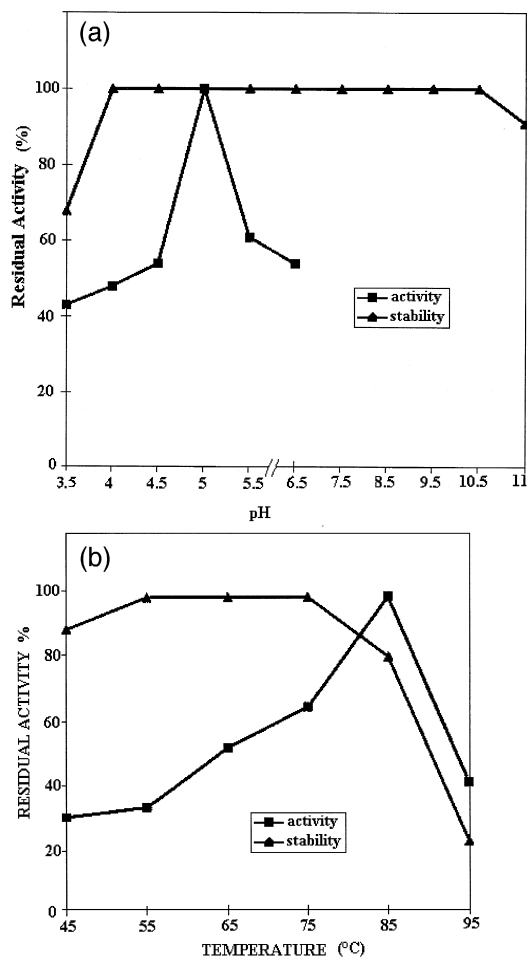 (a)
100
80
60
40
20
0
Residual Activity (%)
activity
stability
3.5 4 4.5 5 5.5 6.5 7.5 8.5 9.5 10.5 11
pH
(b)
100
80
60
40
20
0
RESIDUAL ACTIVITY %
activity
stability
45 55 65 75 85 95
TEMPERATURE (°C)